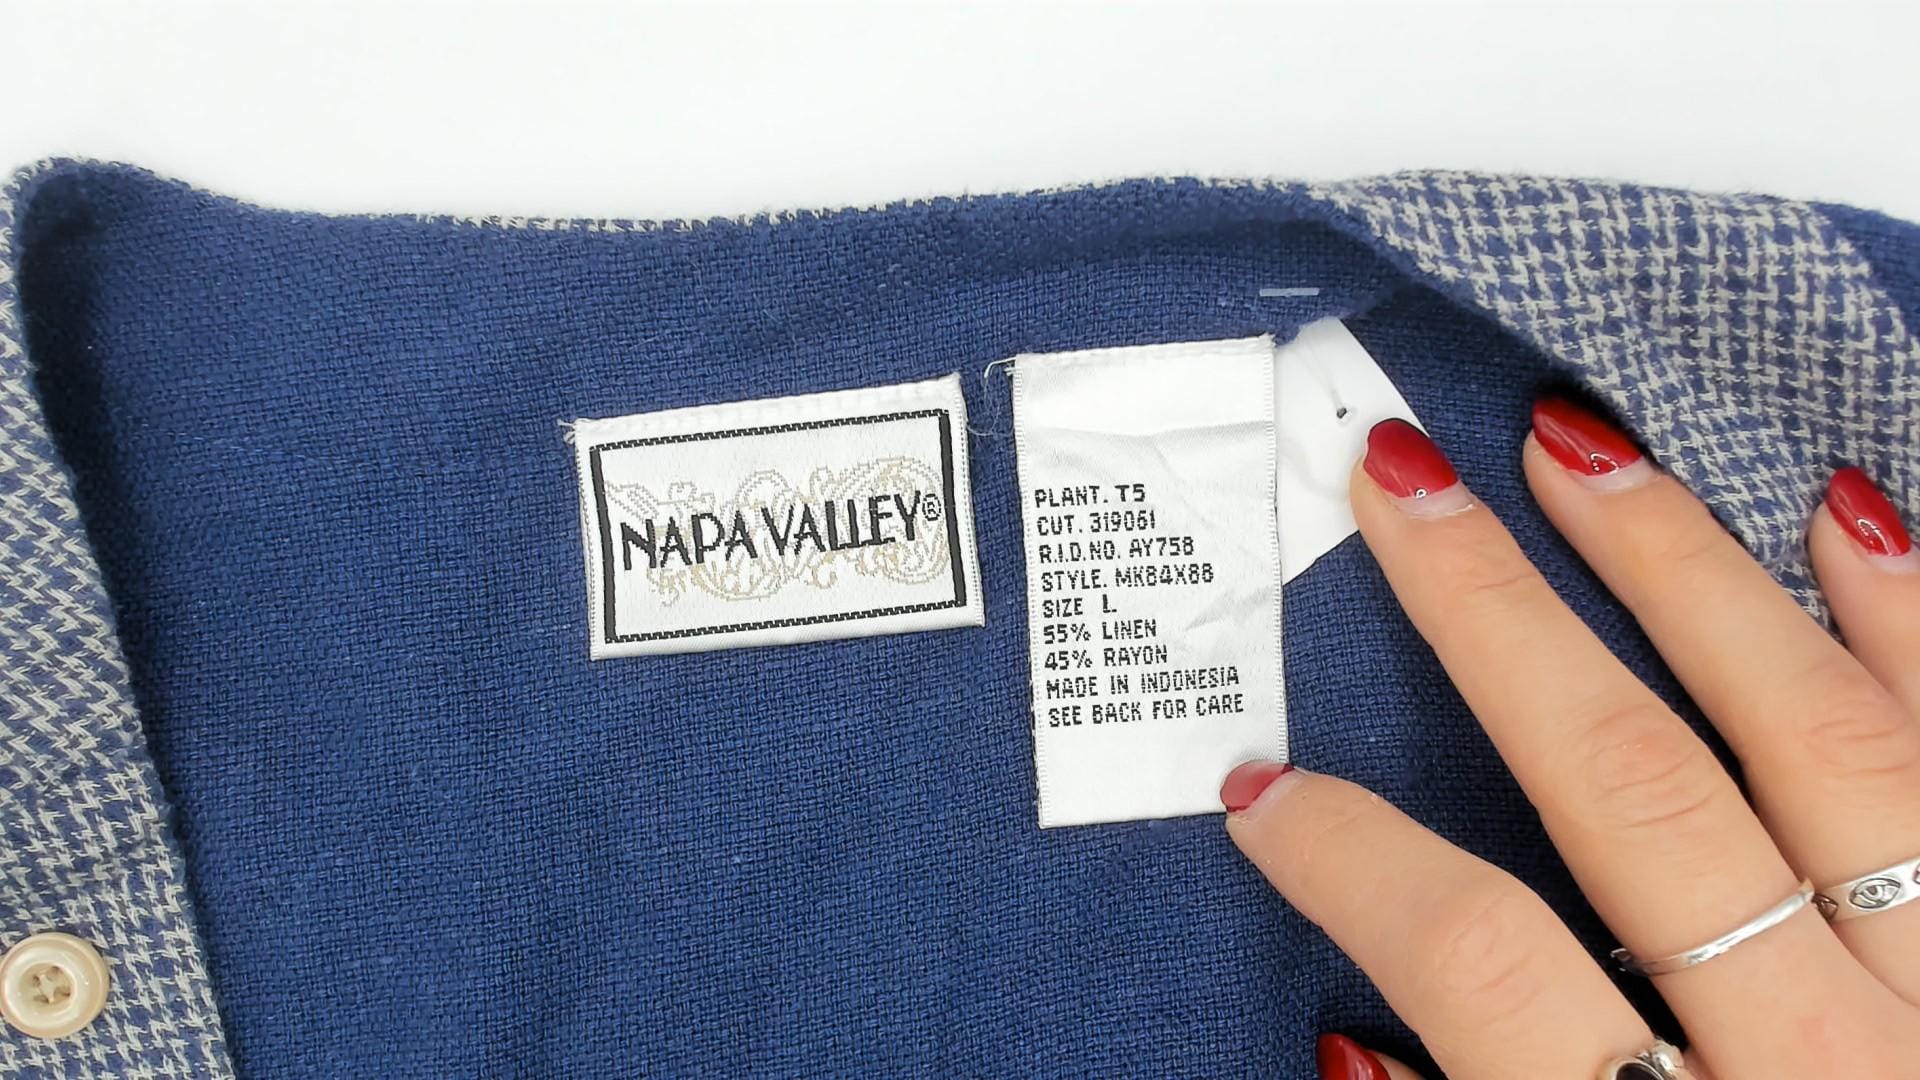 NAPA VALLEY®
PLANT. T5
CUT. 319061
R.I.D.NO. AY758
STYLE. MK84X88
SIZE L
55% LINEN
45% RAYON
MADE IN INDONESIA
SEE BACK FOR CARE